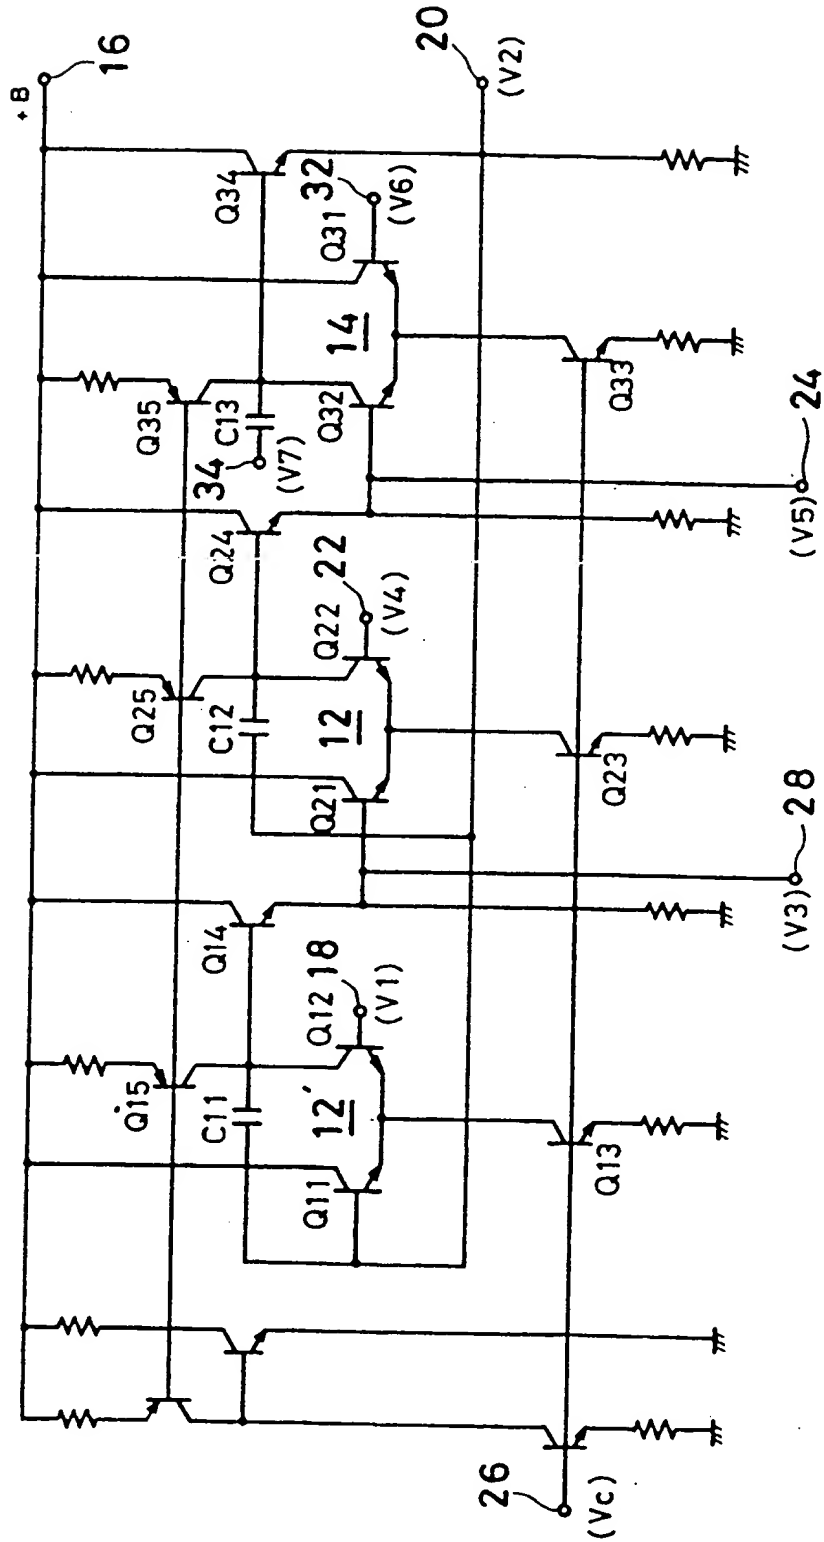 +B
16
20
(V2)
Q34
32
(V6)
Q31
14
Q35
C13
34
(V7)
Q32
Q33
24
(V5)
Q24
22
(V4)
Q22
Q25
C12
12
Q21
Q23
28
(V3)
Q14
18
(V1)
Q12
Q15
C11
12'
Q11
Q13
26
(Vc)